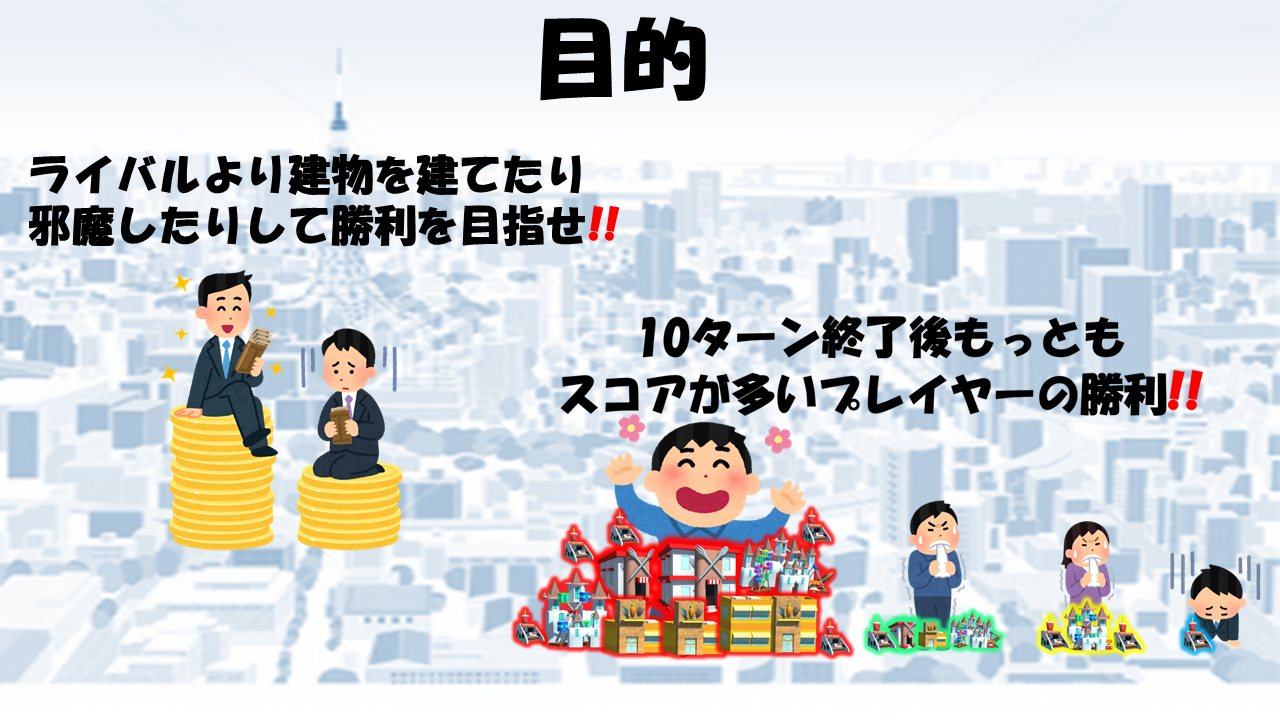 目的
ライバルより建物を建てたり
邪魔したりして勝利を目指せ!!
10ターン終了後もっとも
スコアが多いプレイヤーの勝利!!